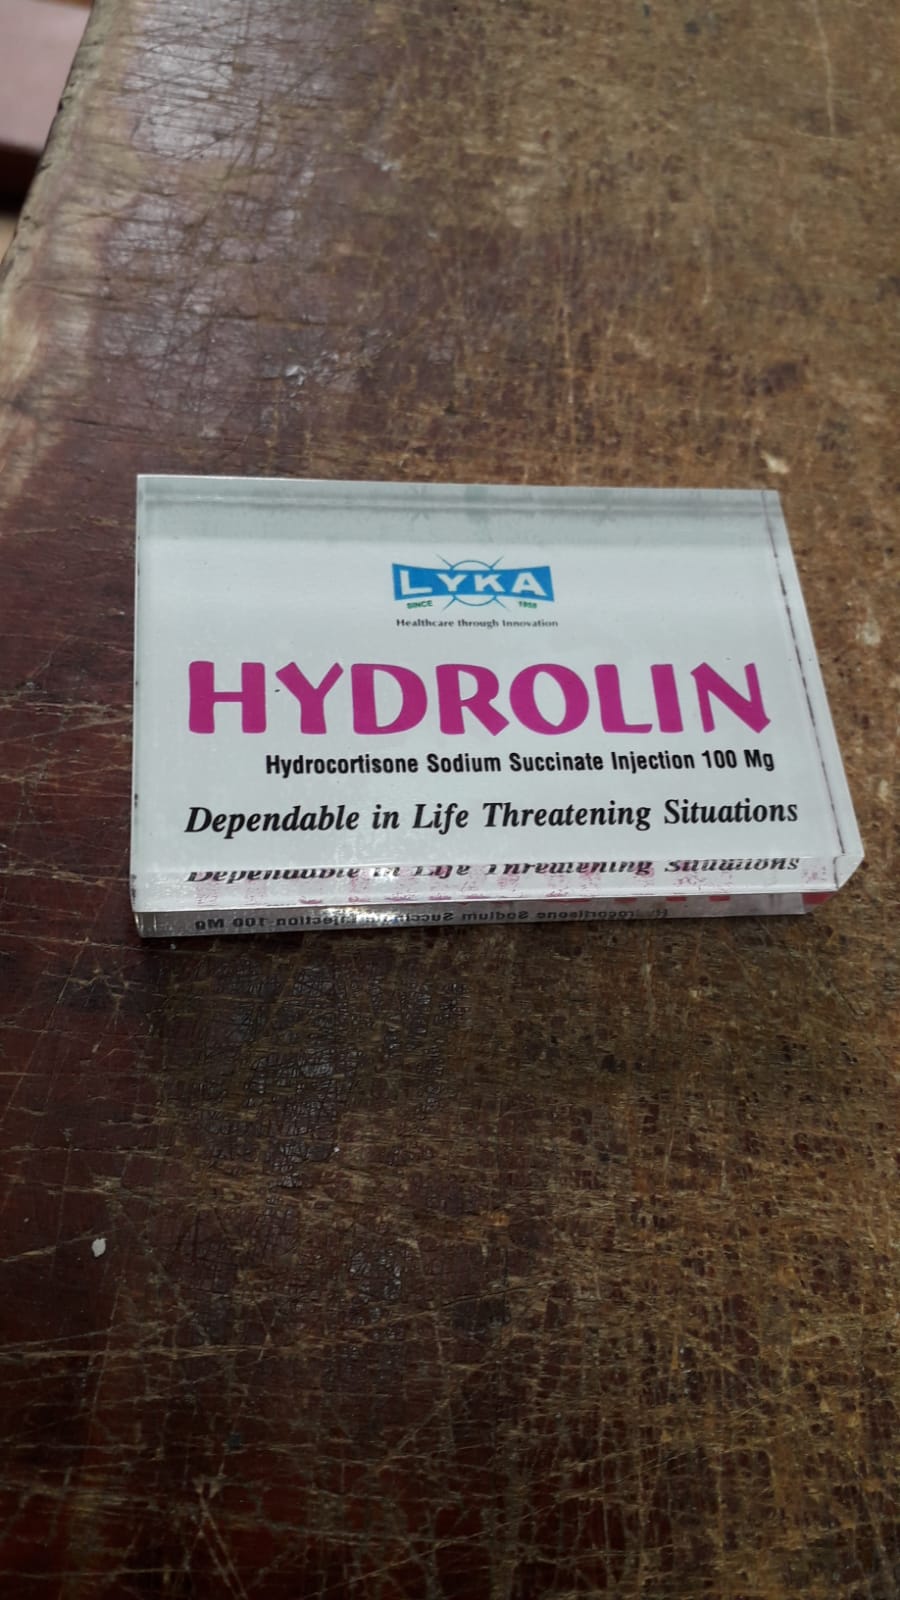 LYKA
SINCE 1958
Healthcare through Innovation
HYDROLIN
Hydrocortisone Sodium Succinate Injection 100 Mg
Dependable in Life Threatening Situations